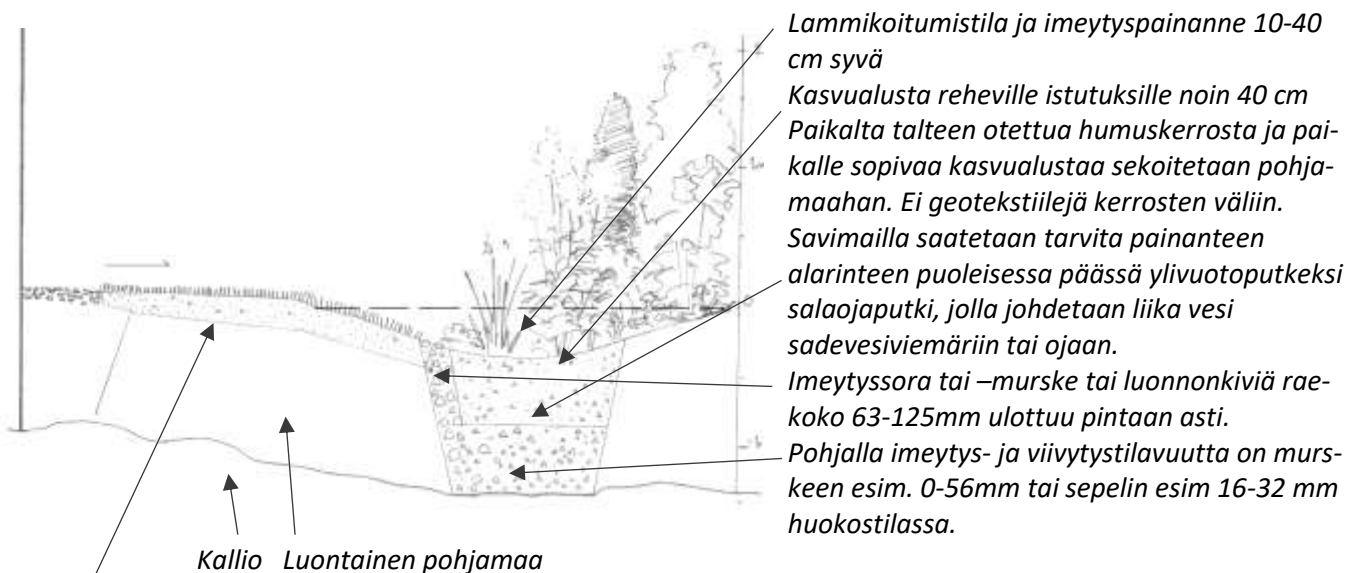 Lammikoitumistila ja imeytyspainanne 10-40
cm syvä
Kasvualusta reheville istutuksille noin 40 cm
Paikalta talteen otettua humuskerrosta ja pai-
kalle sopivaa kasvualustaa sekoitetaan pohja-
maahan. Ei geotekstiilejä kerrosten väliin.
Savimailla saatetaan tarvita painanteen
alarinteen puoleisessa päässä ylivuotoputkeksi
salaojaputki, jolla johdetaan liika vesi
sadevesiviemäriin tai ojaan.
Imeytyssora tai –murske tai luonnonkiviä rae-
koko 63-125mm ulottuu pintaan asti.
Pohjalla imeytys- ja viivytystilavuutta on murs-
keen esim. 0-56mm tai sepelin esim 16-32 mm
huokostilassa.
Kallio Luontainen pohjamaa